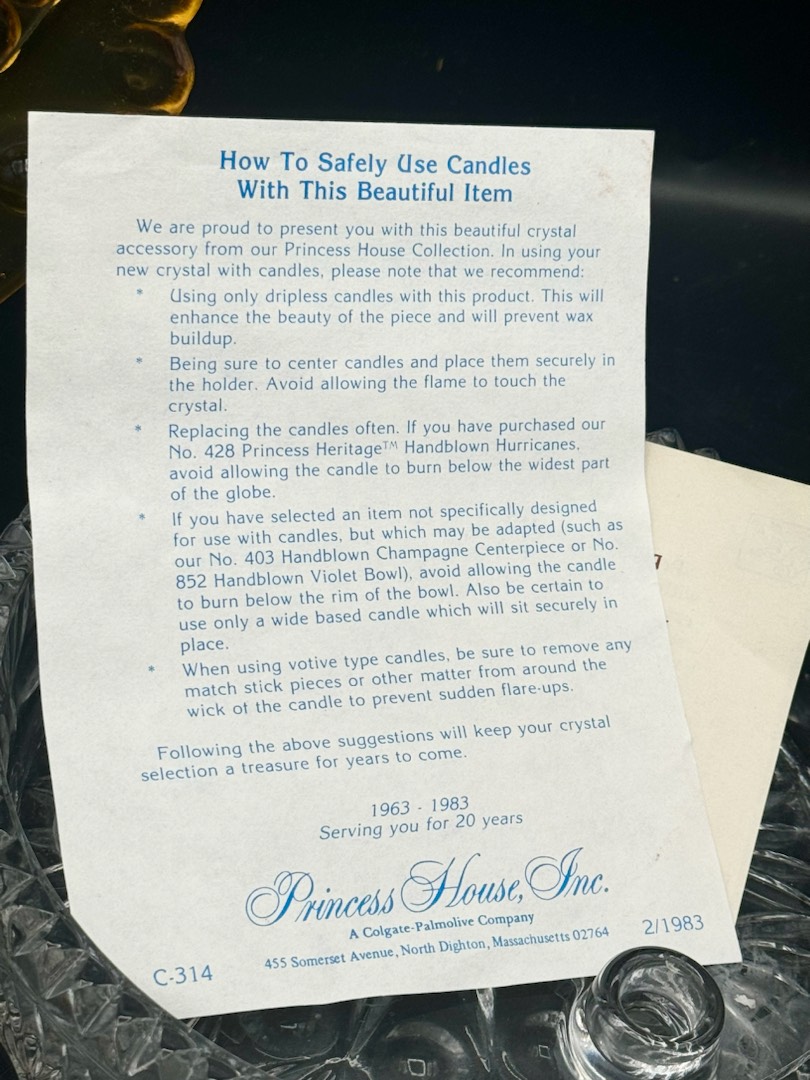 How To Safely Use Candles
With This Beautiful Item
We are proud to present you with this beautiful crystal
accessory from our Princess House Collection. In using your
new crystal with candles, please note that we recommend:
* Using only dripless candles with this product. This will
enhance the beauty of the piece and will prevent wax
buildup.
* Being sure to center candles and place them securely in
the holder. Avoid allowing the flame to touch the
crystal.
* Replacing the candles often. If you have purchased our
No. 428 Princess Heritage™ Handblown Hurricanes,
avoid allowing the candle to burn below the widest part
of the globe.
* If you have selected an item not specifically designed
for use with candles, but which may be adapted (such as
our No. 403 Handblown Champagne Centerpiece or No.
852 Handblown Violet Bowl), avoid allowing the candle
to burn below the rim of the bowl. Also be certain to
use only a wide based candle which will sit securely in
place.
* When using votive type candles, be sure to remove any
match stick pieces or other matter from around the
wick of the candle to prevent sudden flare-ups.
Following the above suggestions will keep your crystal
selection a treasure for years to come.
1963 - 1983
Serving you for 20 years
Princess House, Inc.
A Colgate-Palmolive Company
455 Somerset Avenue, North Dighton, Massachusetts 02764
C-314
2/1983